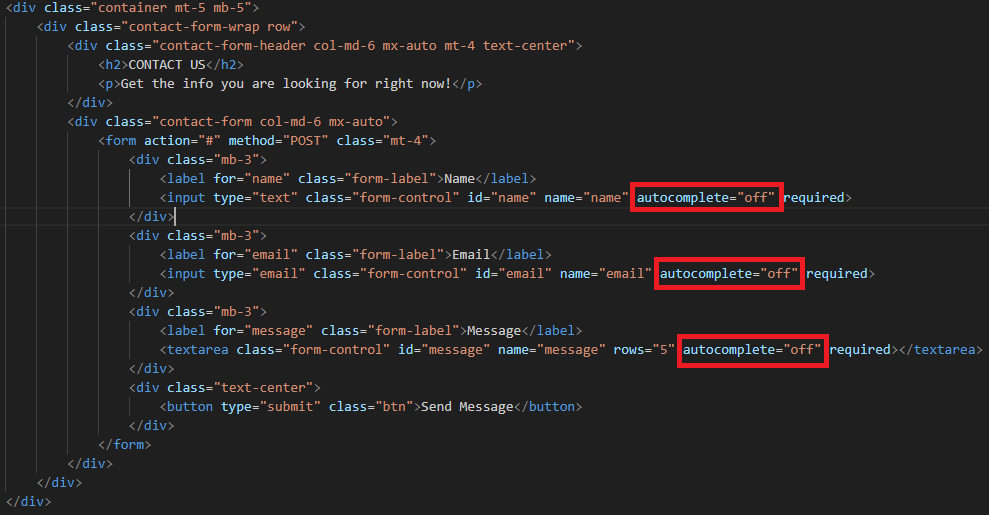 <div class="container mt-5 mb-5">
<div class="contact-form-wrap row">
<div class="contact-form-header col-md-6 mx-auto mt-4 text-center">
<h2>CONTACT US</h2>
<p>Get the info you are looking for right now!</p>
</div>
<div class="contact-form col-md-6 mx-auto">
<form action="#" method="POST" class="mt-4">
<div class="mb-3">
<label for="name" class="form-label">Name</label>
<input type="text" class="form-control" id="name" name="name" autocomplete="off" required>
</div>
<div class="mb-3">
<label for="email" class="form-label">Email</label>
<input type="email" class="form-control" id="email" name="email" autocomplete="off" required>
</div>
<div class="mb-3">
<label for="message" class="form-label">Message</label>
<textarea class="form-control" id="message" name="message" rows="5" autocomplete="off" required></textarea>
</div>
<div class="text-center">
<button type="submit" class="btn">Send Message</button>
</div>
</form>
</div>
</div>
</div>